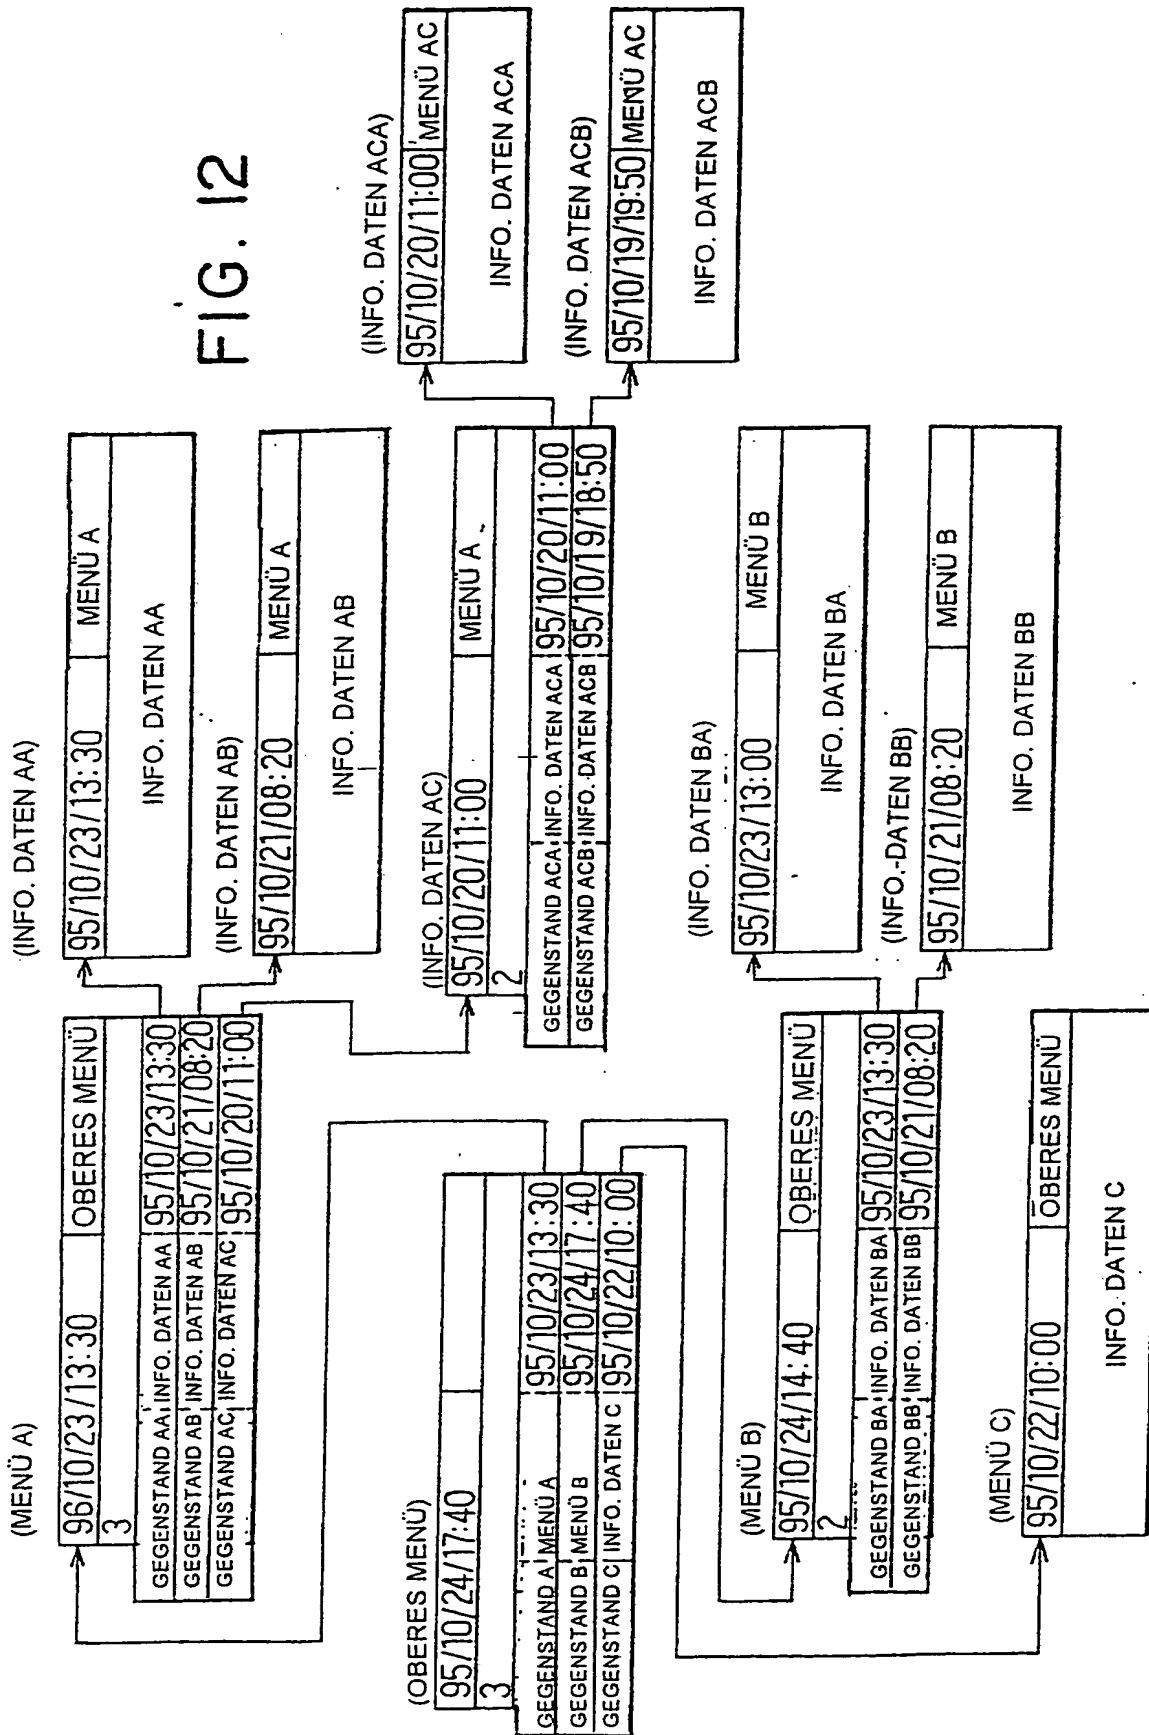 FIG. 12
(OBERES MENÜ)
95/10/24/17:40
3
GEGENSTAND A MENÜ A 95/10/23/13:30
GEGENSTAND B MENÜ B 95/10/24/17:40
GEGENSTAND C INFO. DATEN C 95/10/22/10:00
(MENÜ A)
96/10/23/13:30 OBERES MENÜ
3
GEGENSTAND AA INFO. DATEN AA 95/10/23/13:30
GEGENSTAND AB INFO. DATEN AB 95/10/21/08:20
GEGENSTAND AC INFO. DATEN AC 95/10/20/11:00
(MENÜ B)
95/10/24/14:40 OBERES MENÜ
2
GEGENSTAND BA INFO. DATEN BA 95/10/23/13:30
GEGENSTAND BB INFO. DATEN BB 95/10/21/08:20
(MENÜ C)
95/10/22/10:00 OBERES MENÜ
INFO. DATEN C
(INFO. DATEN AA)
95/10/23/13:30 MENÜ A
INFO. DATEN AA
(INFO. DATEN AB)
95/10/21/08:20 MENÜ A
INFO. DATEN AB
(INFO. DATEN AC)
95/10/20/11:00 MENÜ A
2
GEGENSTAND ACA INFO. DATEN ACA 95/10/20/11:00
GEGENSTAND ACB INFO. DATEN ACB 95/10/19/18:50
(INFO. DATEN BA)
95/10/23/13:00 MENÜ B
INFO. DATEN BA
(INFO.-DATEN BB)
95/10/21/08:20 MENÜ B
INFO. DATEN BB
(INFO. DATEN ACA)
95/10/20/11:00 MENÜ AC
INFO. DATEN ACA
(INFO. DATEN ACB)
95/10/19/19:50 MENÜ AC
INFO. DATEN ACB